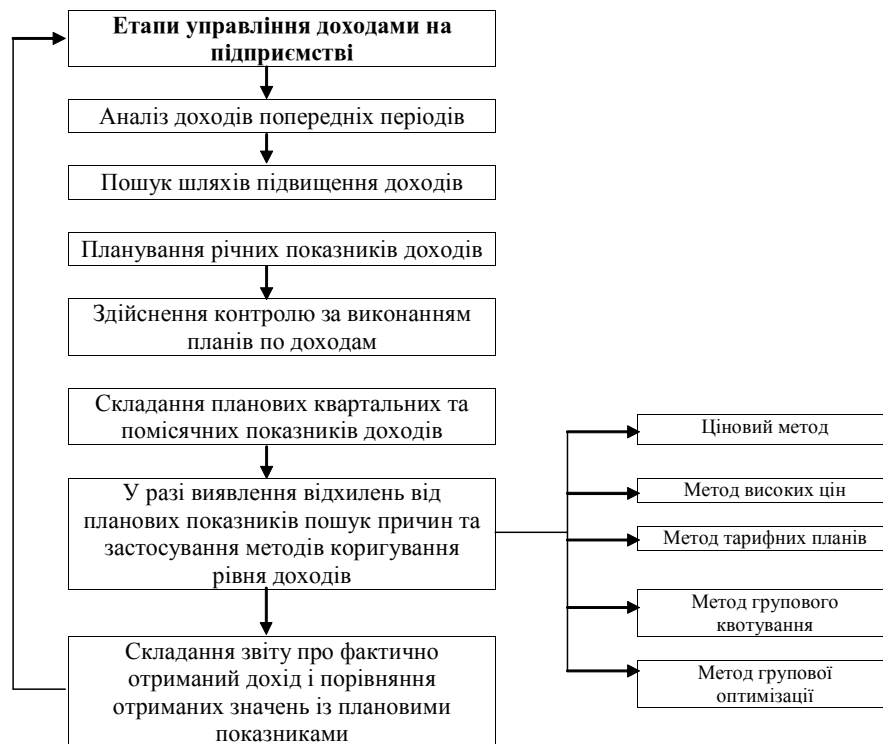 Етапи управління доходами на
підприємстві
Аналіз доходів попередніх періодів
Пошук шляхів підвищення доходів
Планування річних показників доходів
Здійснення контролю за виконанням
планів по доходам
Складання планових квартальних та
помісячних показників доходів
У разі виявлення відхилень від
планових показників пошук причин та
застосування методів коригування
рівня доходів
Складання звіту про фактично
отриманий дохід і порівняння
отриманих значень із плановими
показниками
Ціновий метод
Метод високих цін
Метод тарифних планів
Метод групового
квотування
Метод групової
оптимізації